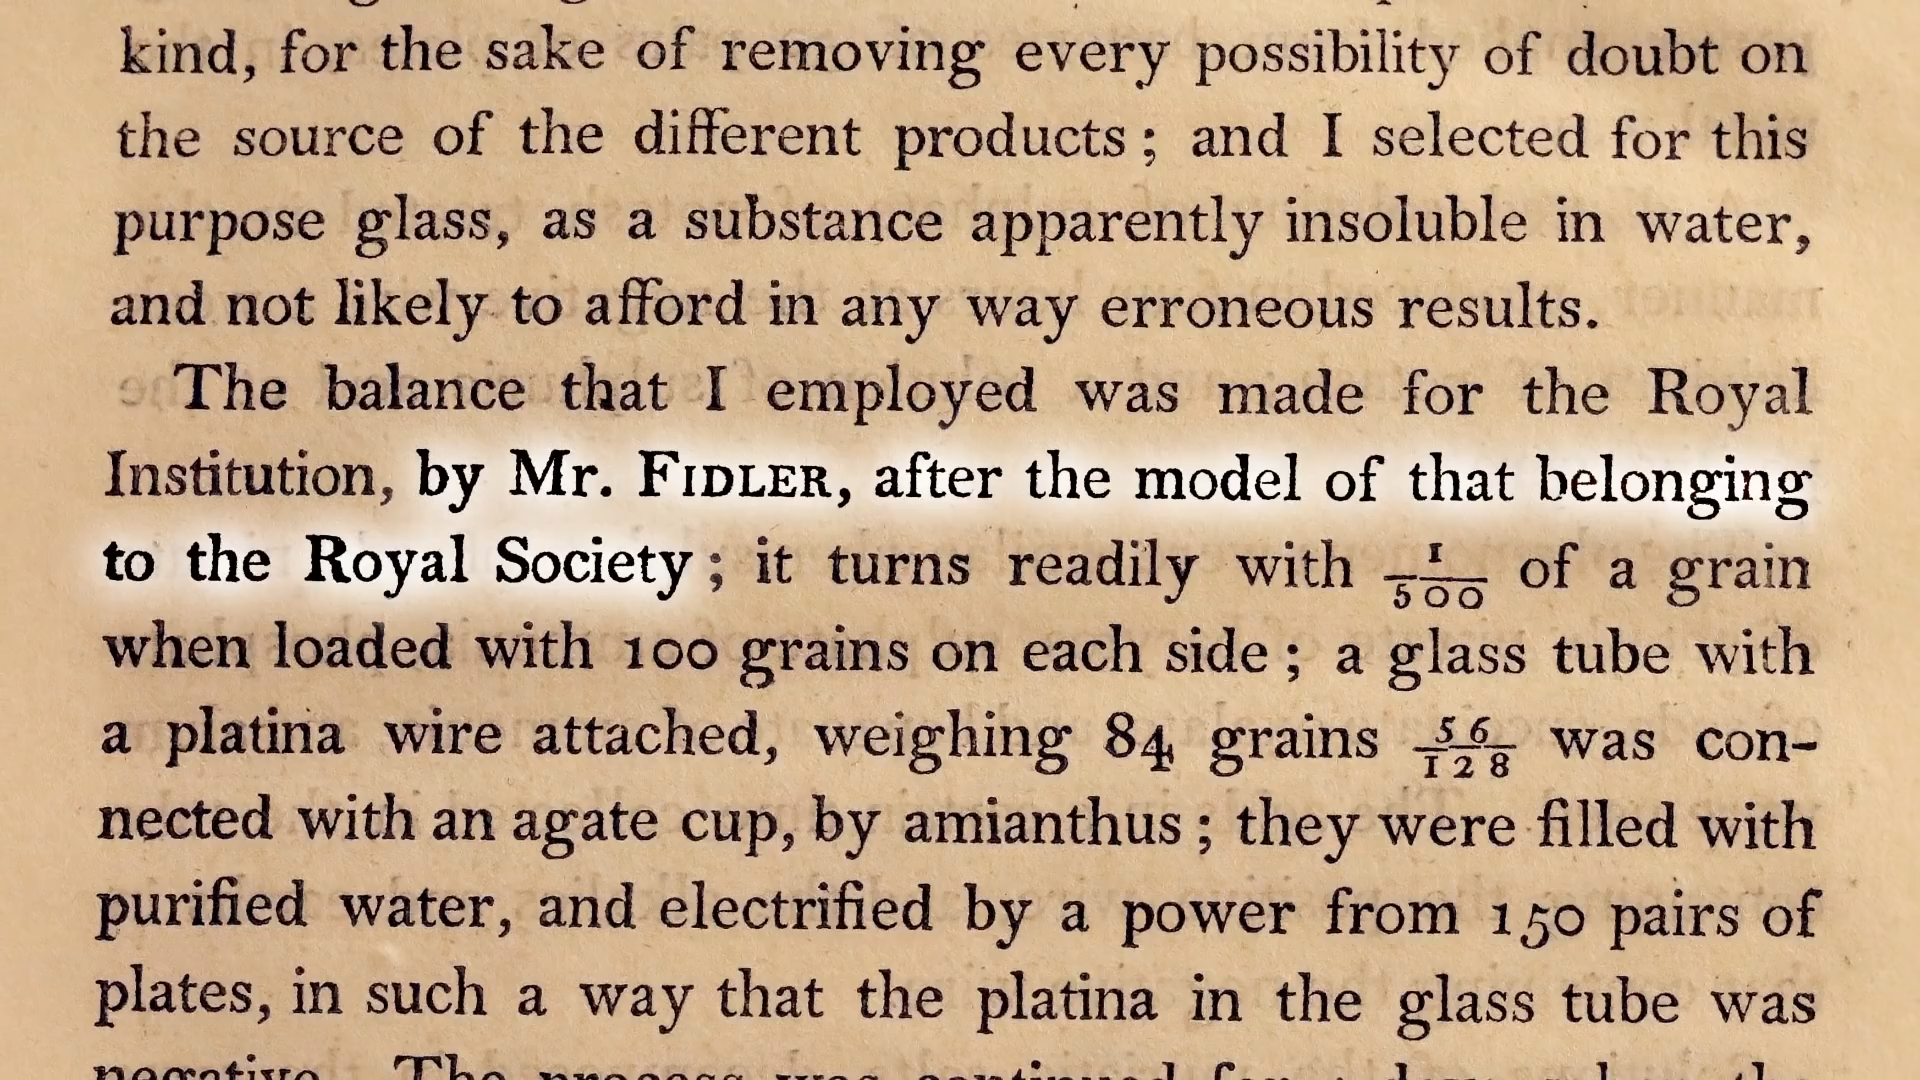 kind, for the sake of removing every possibility of doubt on
the source of the different products; and I selected for this
purpose glass, as a substance apparently insoluble in water,
and not likely to afford in any way erroneous results.
The balance that I employed was made for the Royal
Institution, by Mr. FIDLER, after the model of that belonging
to the Royal Society; it turns readily with 1/500 of a grain
when loaded with 100 grains on each side; a glass tube with
a platina wire attached, weighing 84 grains 56/128 was con-
nected with an agate cup, by amianthus; they were filled with
purified water, and electrified by a power from 150 pairs of
plates, in such a way that the platina in the glass tube was
negative. The process was continued for